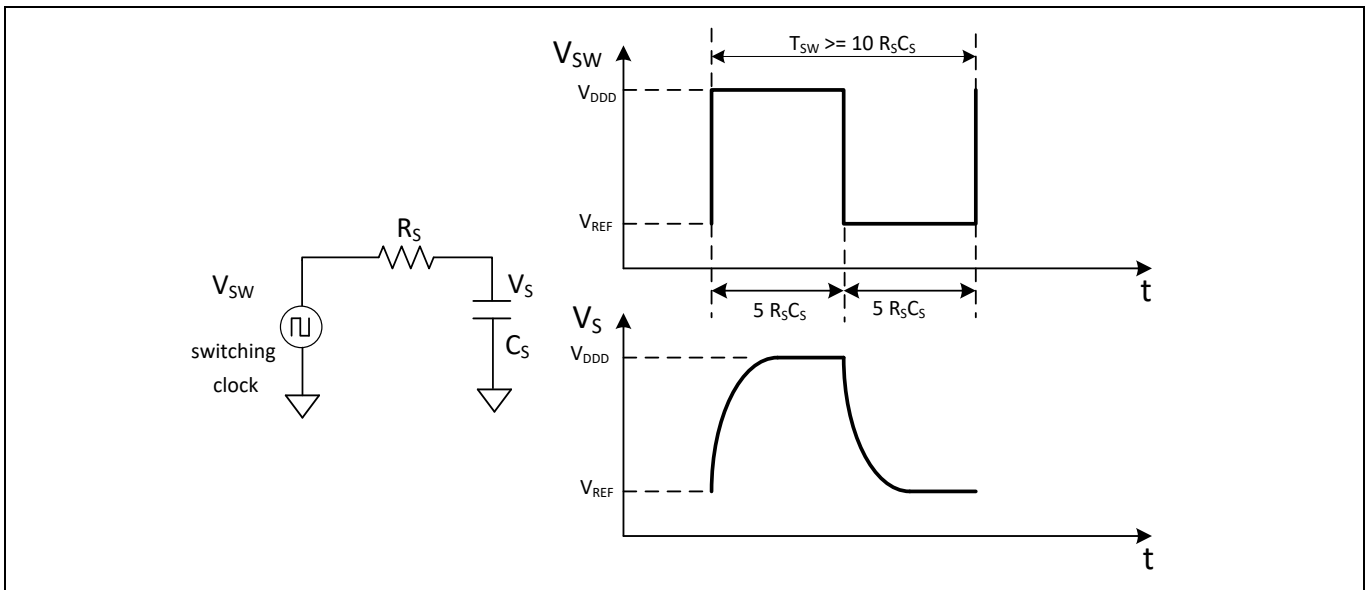 T_SW >= 10 R_SC_S
V_SW
V_DDD
V_REF
t
5 R_SC_S 5 R_SC_S
R_S
V_SW
V_S
C_S
switching
clock
V_S
V_DDD
V_REF
t